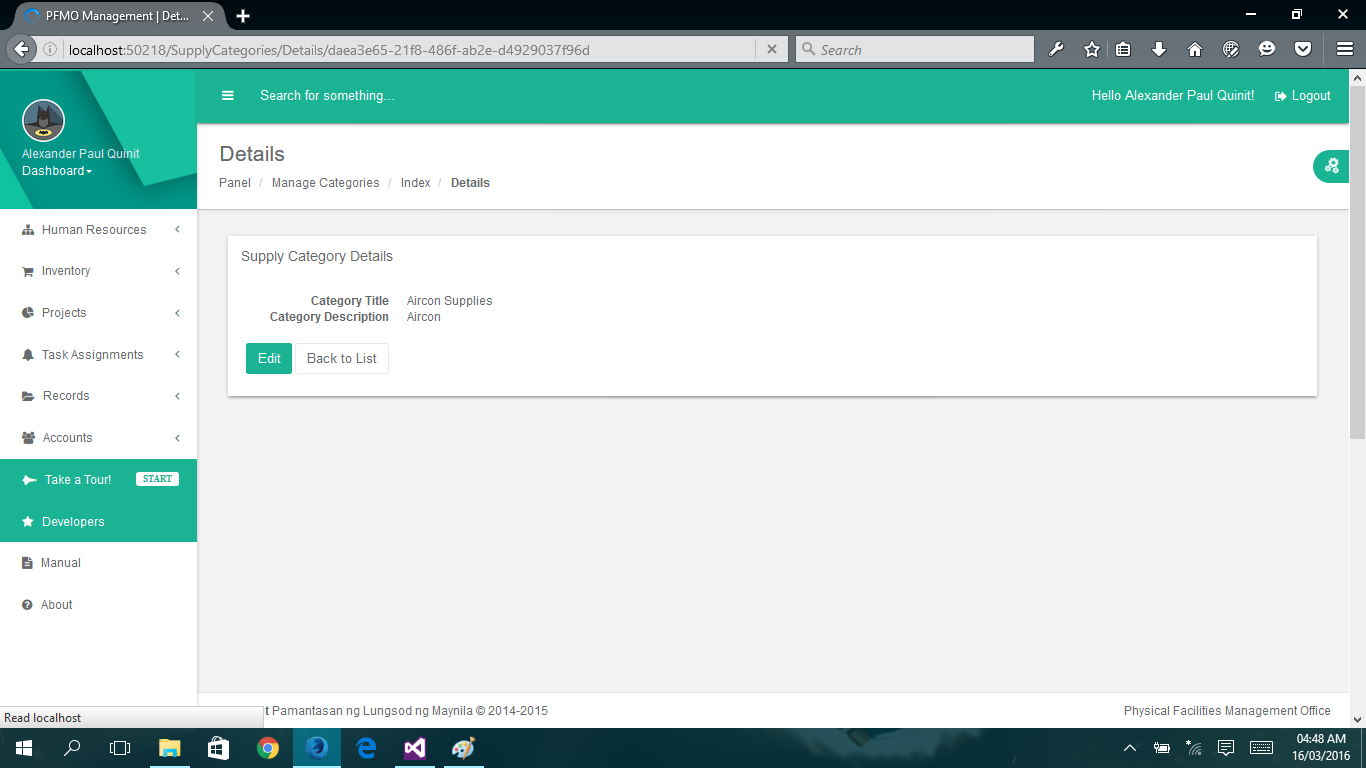 PFMO Management | Det...
localhost:50218/SupplyCategories/Details/daea3e65-21f8-486f-ab2e-d4929037f96d
Search
Search for something...
Hello Alexander Paul Quinit!
Logout
Alexander Paul Quinit
Dashboard
Details
Panel / Manage Categories / Index / Details
Human Resources
Inventory
Projects
Task Assignments
Records
Accounts
Take a Tour! START
Developers
Manual
About
Supply Category Details
Category Title Aircon Supplies
Category Description Aircon
Edit Back to List
t Pamantasan ng Lungsod ng Maynila © 2014-2015
Physical Facilities Management Office
Read localhost
04:48 AM
16/03/2016